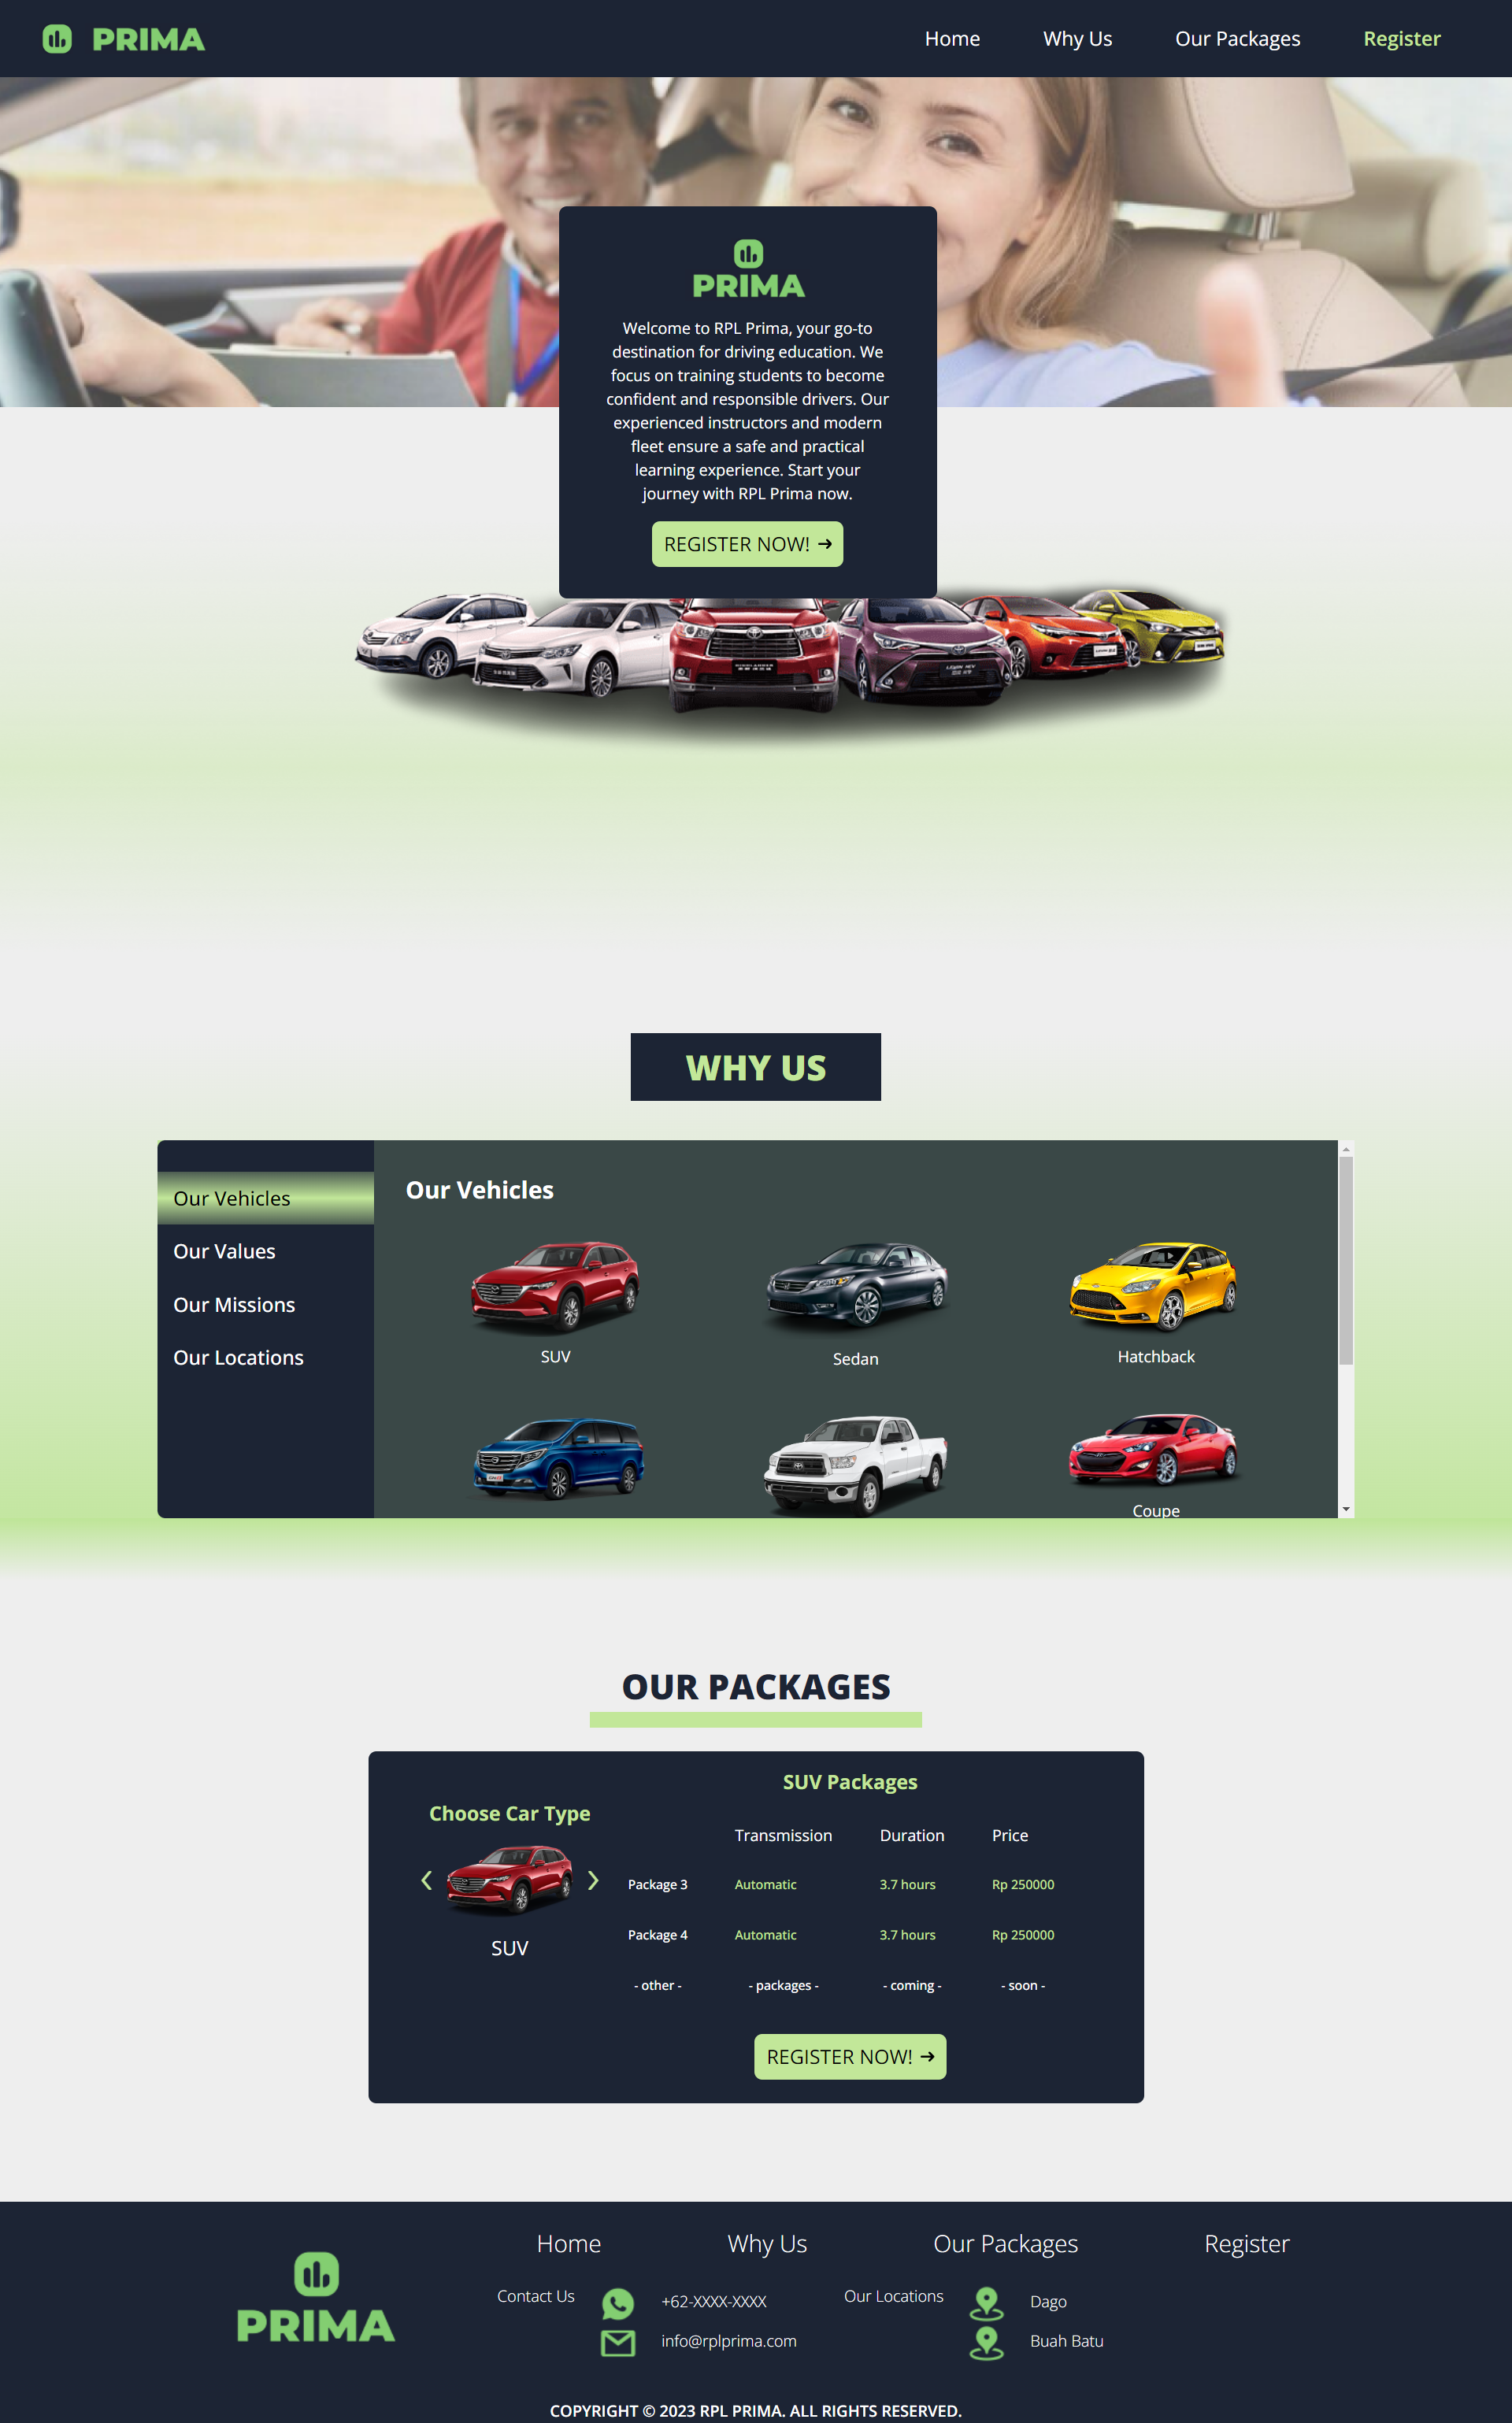 PRIMA
Home
Why Us
Our Packages
Register
PRIMA
Welcome to RPL Prima, your go-to
destination for driving education. We
focus on training students to become
confident and responsible drivers. Our
experienced instructors and modern
fleet ensure a safe and practical
learning experience. Start your
journey with RPL Prima now.
REGISTER NOW! ➔
WHY US
Our Vehicles
Our Values
Our Missions
Our Locations
Our Vehicles
SUV
Sedan
Hatchback
Coupe
OUR PACKAGES
Choose Car Type
SUV
SUV Packages
Transmission Duration Price
Package 3 Automatic 3.7 hours Rp 250000
Package 4 Automatic 3.7 hours Rp 250000
- other - - packages - - coming - - soon -
REGISTER NOW! ➔
PRIMA
Home
Why Us
Our Packages
Register
Contact Us
+62-XXXX-XXXX
info@rplprima.com
Our Locations
Dago
Buah Batu
COPYRIGHT © 2023 RPL PRIMA. ALL RIGHTS RESERVED.